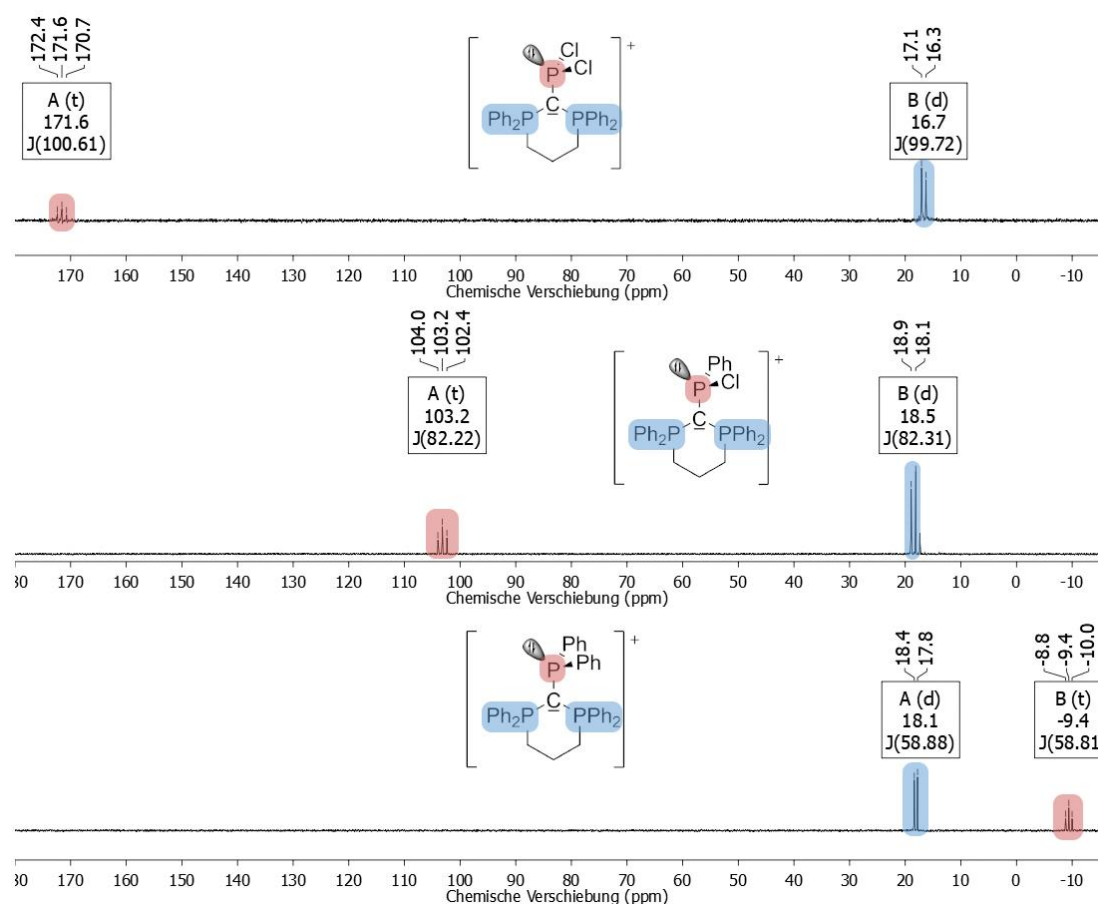 172.4
171.6
170.7
A (t)
171.6
J(100.61)
P
Cl
Cl
+
Ph2P
C
PPh2
17.1
16.3
B (d)
16.7
J(99.72)
170 160 150 140 130 120 110 100 90 80 70 60 50 40 30 20 10 0 -10
Chemische Verschiebung (ppm)
104.0
103.2
102.4
A (t)
103.2
J(82.22)
Ph
P
Cl
+
Ph2P
C
PPh2
18.9
18.1
B (d)
18.5
J(82.31)
80 170 160 150 140 130 120 110 100 90 80 70 60 50 40 30 20 10 0 -10
Chemische Verschiebung (ppm)
Ph
P
Ph
+
Ph2P
C
PPh2
18.4
17.8
A (d)
18.1
J(58.88)
-8.8
-9.4
-10.0
B (t)
-9.4
J(58.81
80 170 160 150 140 130 120 110 100 90 80 70 60 50 40 30 20 10 0 -10
Chemische Verschiebung (ppm)